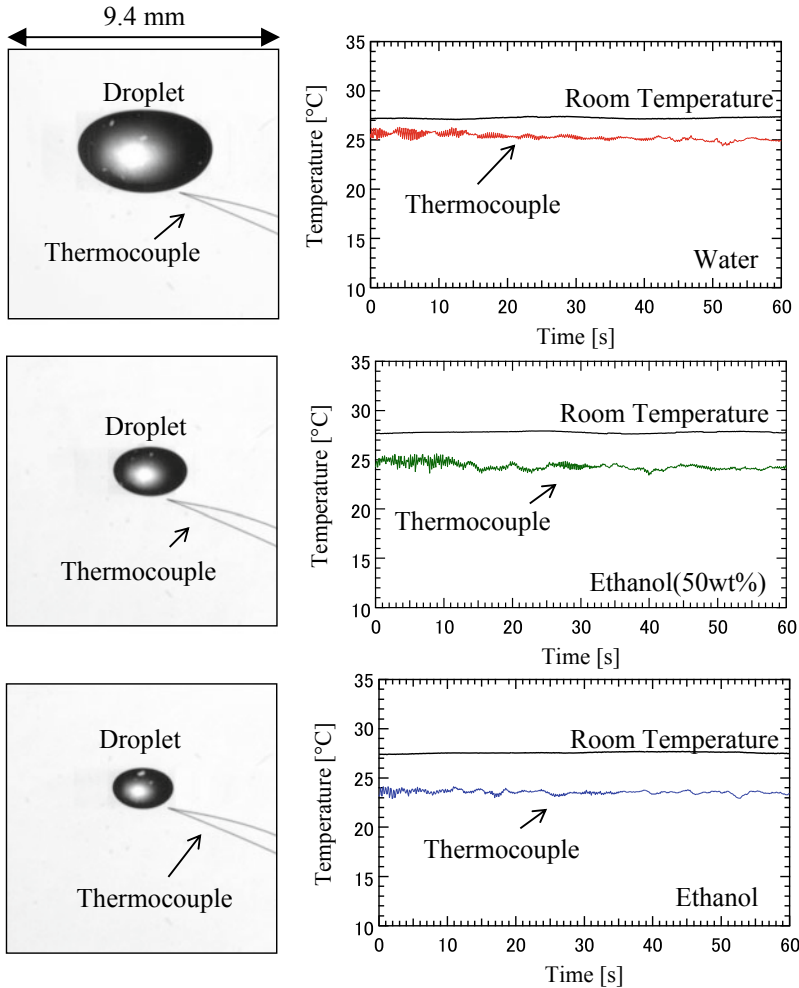 9.4 mm
Droplet
Thermocouple
35
30
25
20
15
10
Temperature [°C]
Room Temperature
Thermocouple
Water
0 10 20 30 40 50 60
Time [s]
Droplet
Thermocouple
35
30
25
20
15
10
Temperature [°C]
Room Temperature
Thermocouple
Ethanol(50wt%)
0 10 20 30 40 50 60
Time [s]
Droplet
Thermocouple
35
30
25
20
15
10
Temperature [°C]
Room Temperature
Thermocouple
Ethanol
0 10 20 30 40 50 60
Time [s]